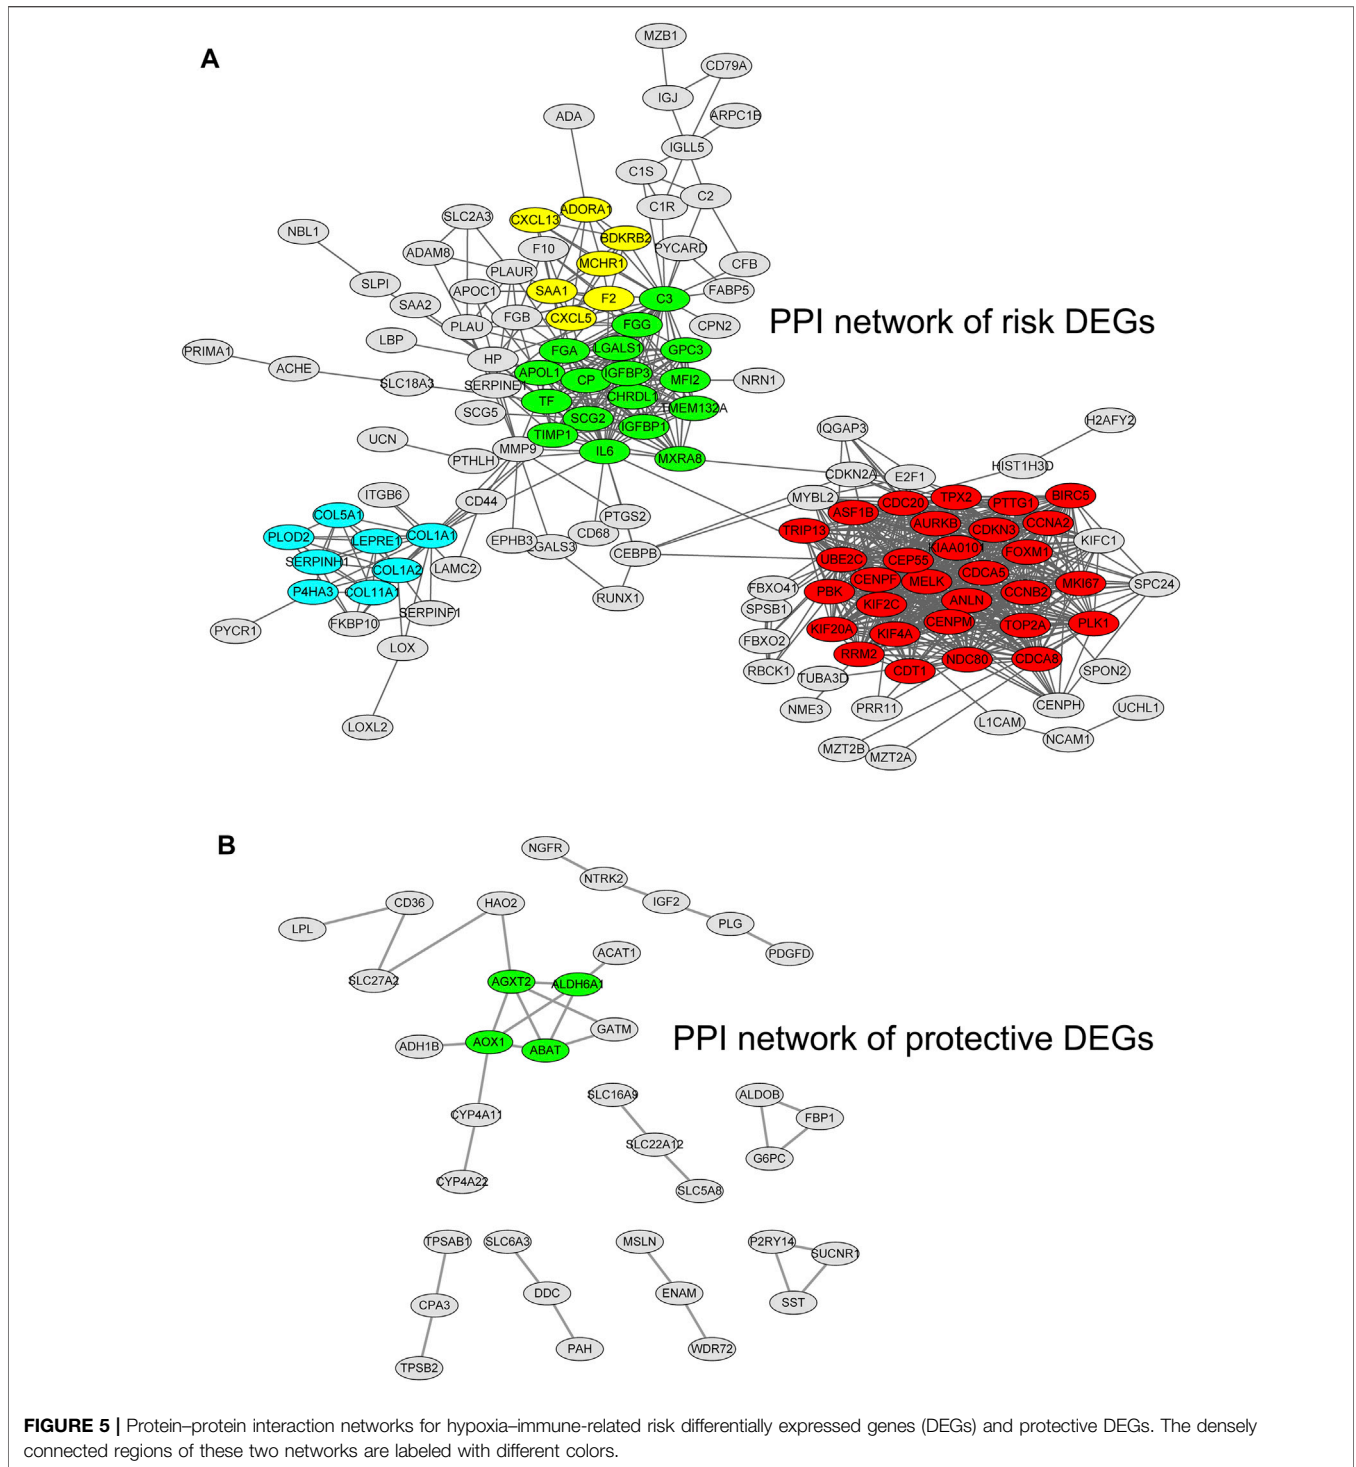 A
MZB1
CD79A
IGJ
ARPC1B
ADA
IGLL5
C1S
C2
C1R
CXCL13
ADORA1
SLC2A3
NBL1
BDKRB2
PYCARD
F10
ADAM8
MCHR1
CFB
PLAUR
SLPI
APOC1
SAA1
F2
C3
FABP5
SAA2
FGB
CXCL5
FGG
CPN2
PLAU
PPI network of risk DEGs
LBP
PRIMA1
HP
FGA
LGALS1
GPC3
ACHE
SLC18A3
SERPINE1
APOL1
CP
IGFBP3
MFI2
NRN1
TF
CHRDL1
TMEM132A
SCG5
SCG2
IGFBP1
H2AFY2
IQGAP3
UCN
TIMP1
MMP9
IL6
MXRA8
PTHLH
HIST1H3D
CDKN2A
E2F1
ITGB6
CD44
MYBL2
CDC20
TPX2
PTTG1
BIRC5
COL5A1
PTGS2
ASF1B
AURKB
CDKN3
CCNA2
PLOD2
LEPRE1
COL1A1
EPHB3
LGALS3
CD68
CEBPB
TRIP13
KIAA0101
FOXM1
KIFC1
SERPINH1
COL1A2
LAMC2
UBE2C
CEP55
CDCA5
P4HA3
COL11A1
RUNX1
FBXO41
PBK
CENPF
MELK
CCNB2
MKI67
SPC24
SERPINF1
SPSB1
KIF2C
ANLN
PYCR1
FKBP10
FBXO2
KIF20A
KIF4A
CENPM
TOP2A
PLK1
LOX
RBCK1
RRM2
CDT1
NDC80
CDCA8
SPON2
TUBA3D
LOXL2
NME3
PRR11
CENPH
UCHL1
L1CAM
NCAM1
MZT2B
MZT2A
B
NGFR
NTRK2
CD36
HAO2
IGF2
LPL
PLG
PDGFD
ACAT1
SLC27A2
AGXT2
ALDH6A1
GATM
PPI network of protective DEGs
ADH1B
AOX1
ABAT
SLC16A9
ALDOB
CYP4A11
FBP1
SLC22A12
G6PC
CYP4A22
SLC5A8
TPSAB1
SLC6A3
MSLN
P2RY14
SUCNR1
CPA3
DDC
ENAM
SST
TPSB2
PAH
WDR72
FIGURE 5 | Protein–protein interaction networks for hypoxia–immune-related risk differentially expressed genes (DEGs) and protective DEGs. The densely
connected regions of these two networks are labeled with different colors.